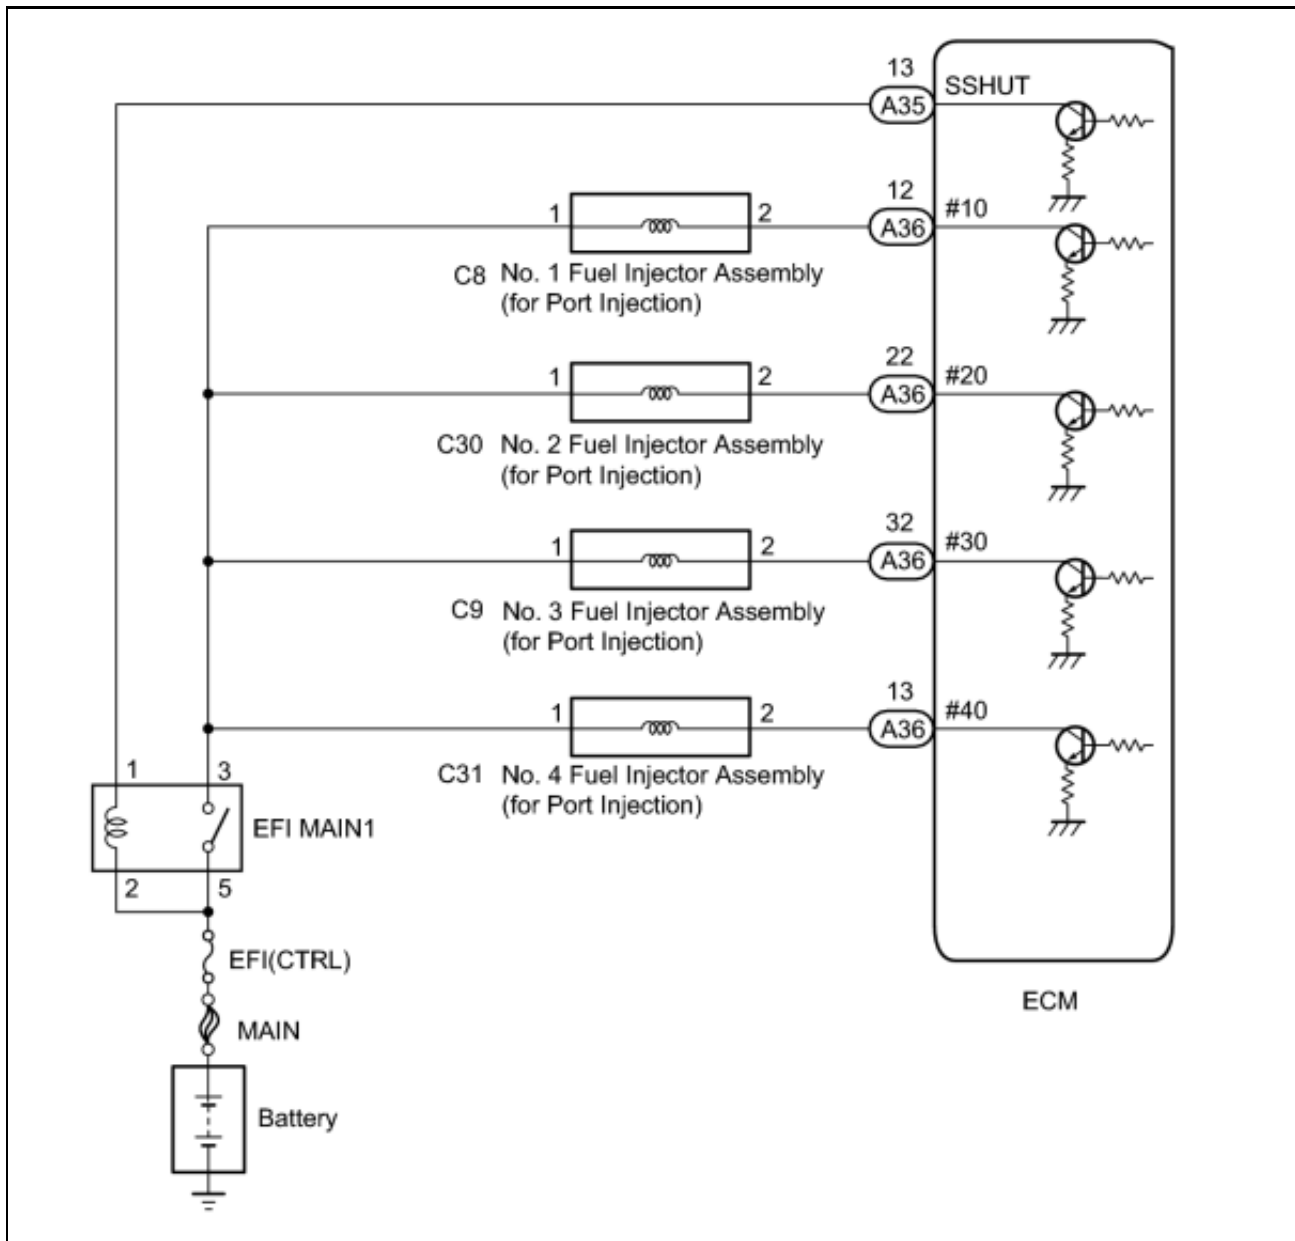 13
A35
SSHUT
12
1
2
A36
#10
C8 No. 1 Fuel Injector Assembly
(for Port Injection)
22
1
2
A36
#20
C30 No. 2 Fuel Injector Assembly
(for Port Injection)
32
1
2
A36
#30
C9 No. 3 Fuel Injector Assembly
(for Port Injection)
13
1
2
A36
#40
C31 No. 4 Fuel Injector Assembly
(for Port Injection)
1
3
EFI MAIN1
2
5
EFI(CTRL)
ECM
MAIN
Battery